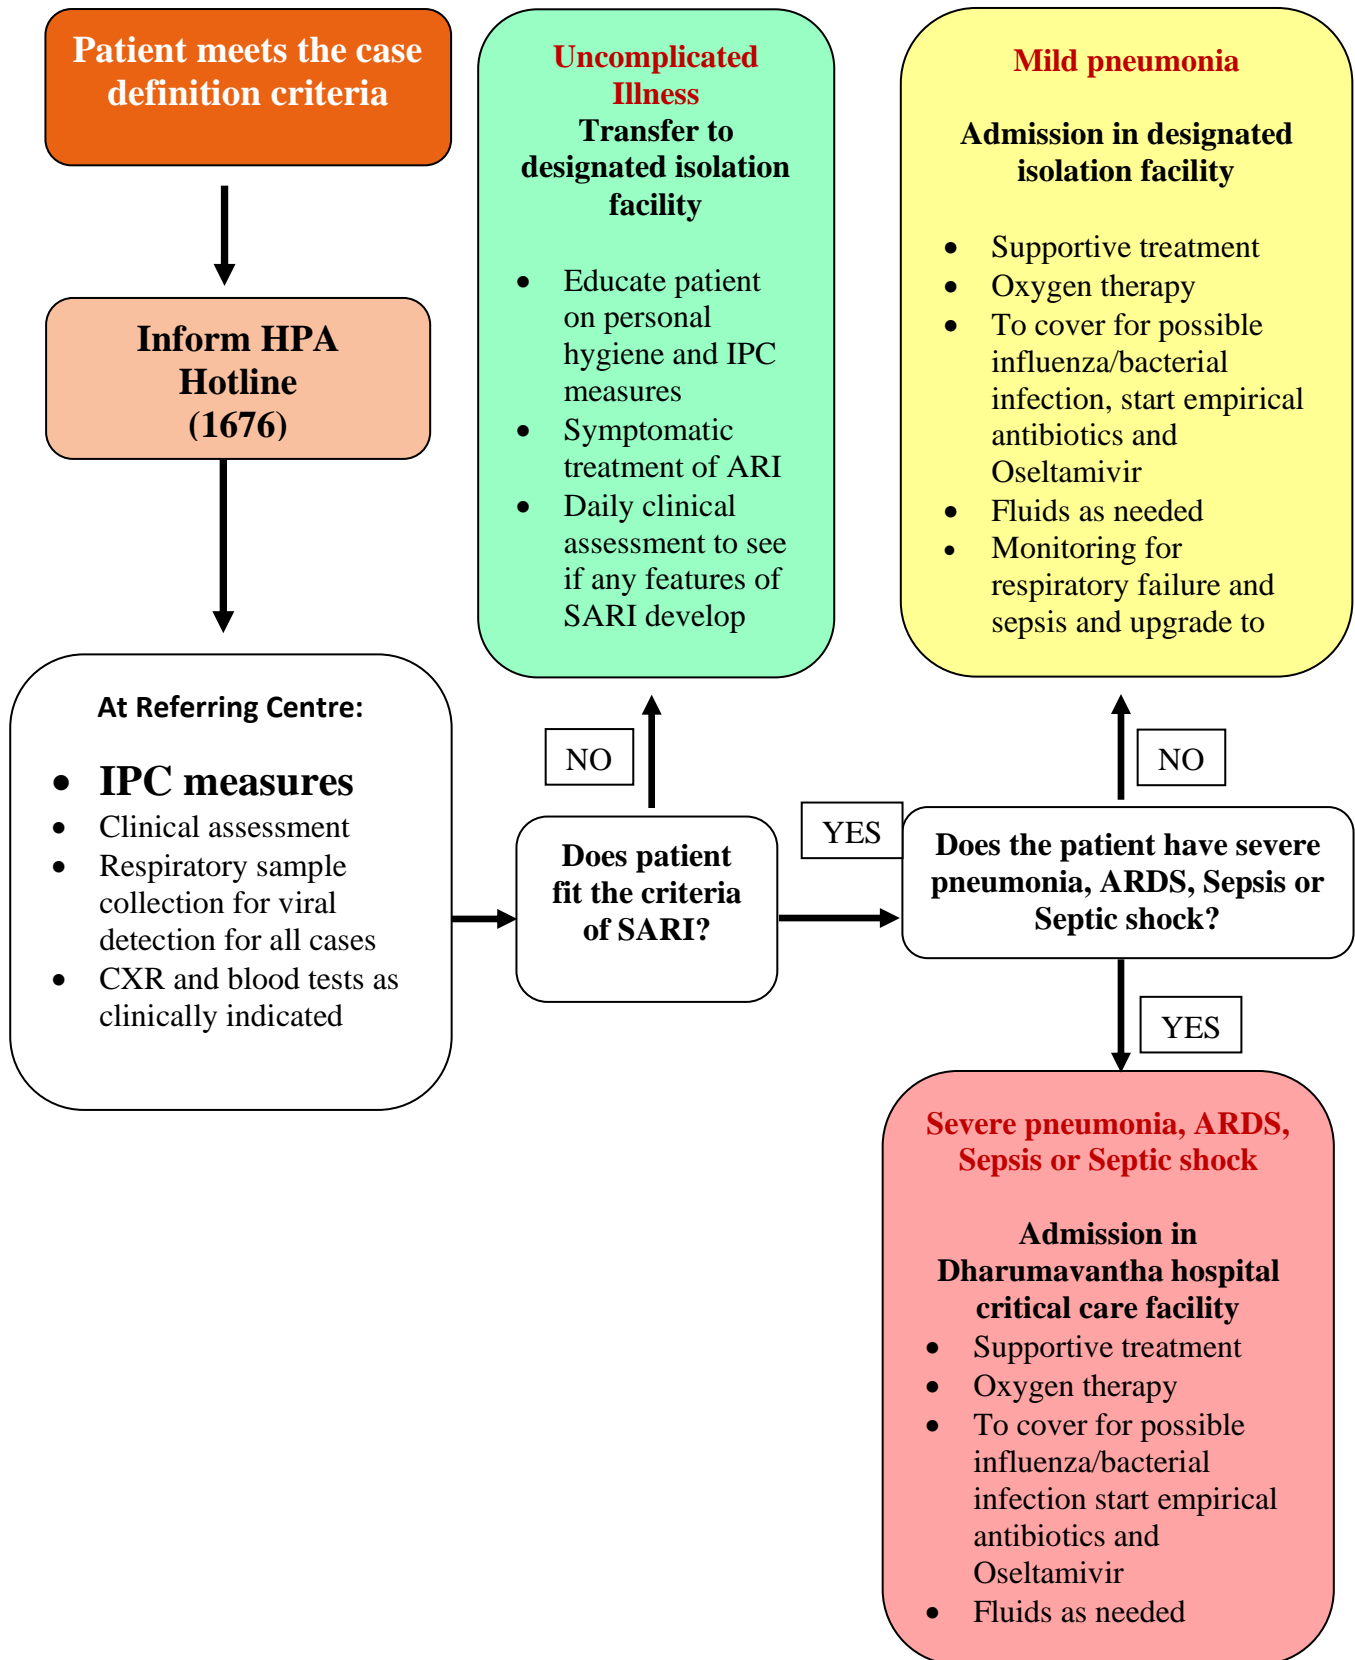 Patient meets the case
definition criteria
Inform HPA
Hotline
(1676)
At Referring Centre:
• IPC measures
• Clinical assessment
• Respiratory sample
collection for viral
detection for all cases
• CXR and blood tests as
clinically indicated
Does patient
fit the criteria
of SARI?
NO
Uncomplicated
Illness
Transfer to
designated isolation
facility
• Educate patient
on personal
hygiene and IPC
measures
• Symptomatic
treatment of ARI
• Daily clinical
assessment to see
if any features of
SARI develop
YES
Does the patient have severe
pneumonia, ARDS, Sepsis or
Septic shock?
NO
Mild pneumonia
Admission in designated
isolation facility
• Supportive treatment
• Oxygen therapy
• To cover for possible
influenza/bacterial
infection, start empirical
antibiotics and
Oseltamivir
• Fluids as needed
• Monitoring for
respiratory failure and
sepsis and upgrade to
YES
Severe pneumonia, ARDS,
Sepsis or Septic shock
Admission in
Dharumavantha hospital
critical care facility
• Supportive treatment
• Oxygen therapy
• To cover for possible
influenza/bacterial
infection start empirical
antibiotics and
Oseltamivir
• Fluids as needed